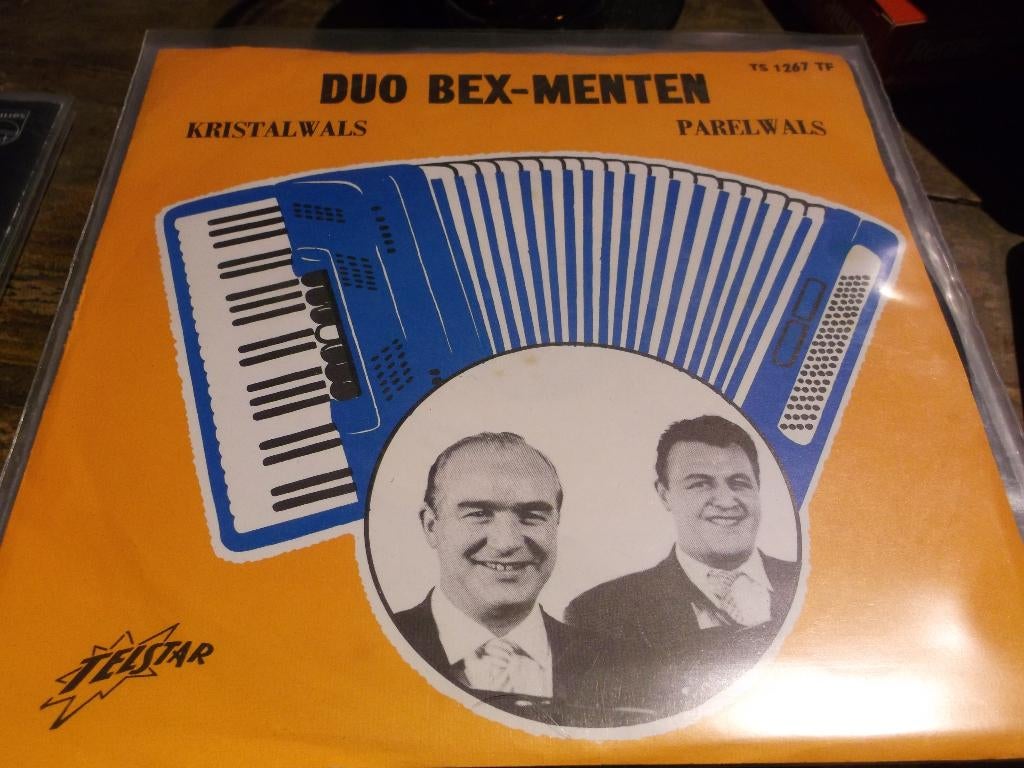 TS 1267 TF
DUO BEX-MENTEN
KRISTALWALS PARELWALS
TELSTAR